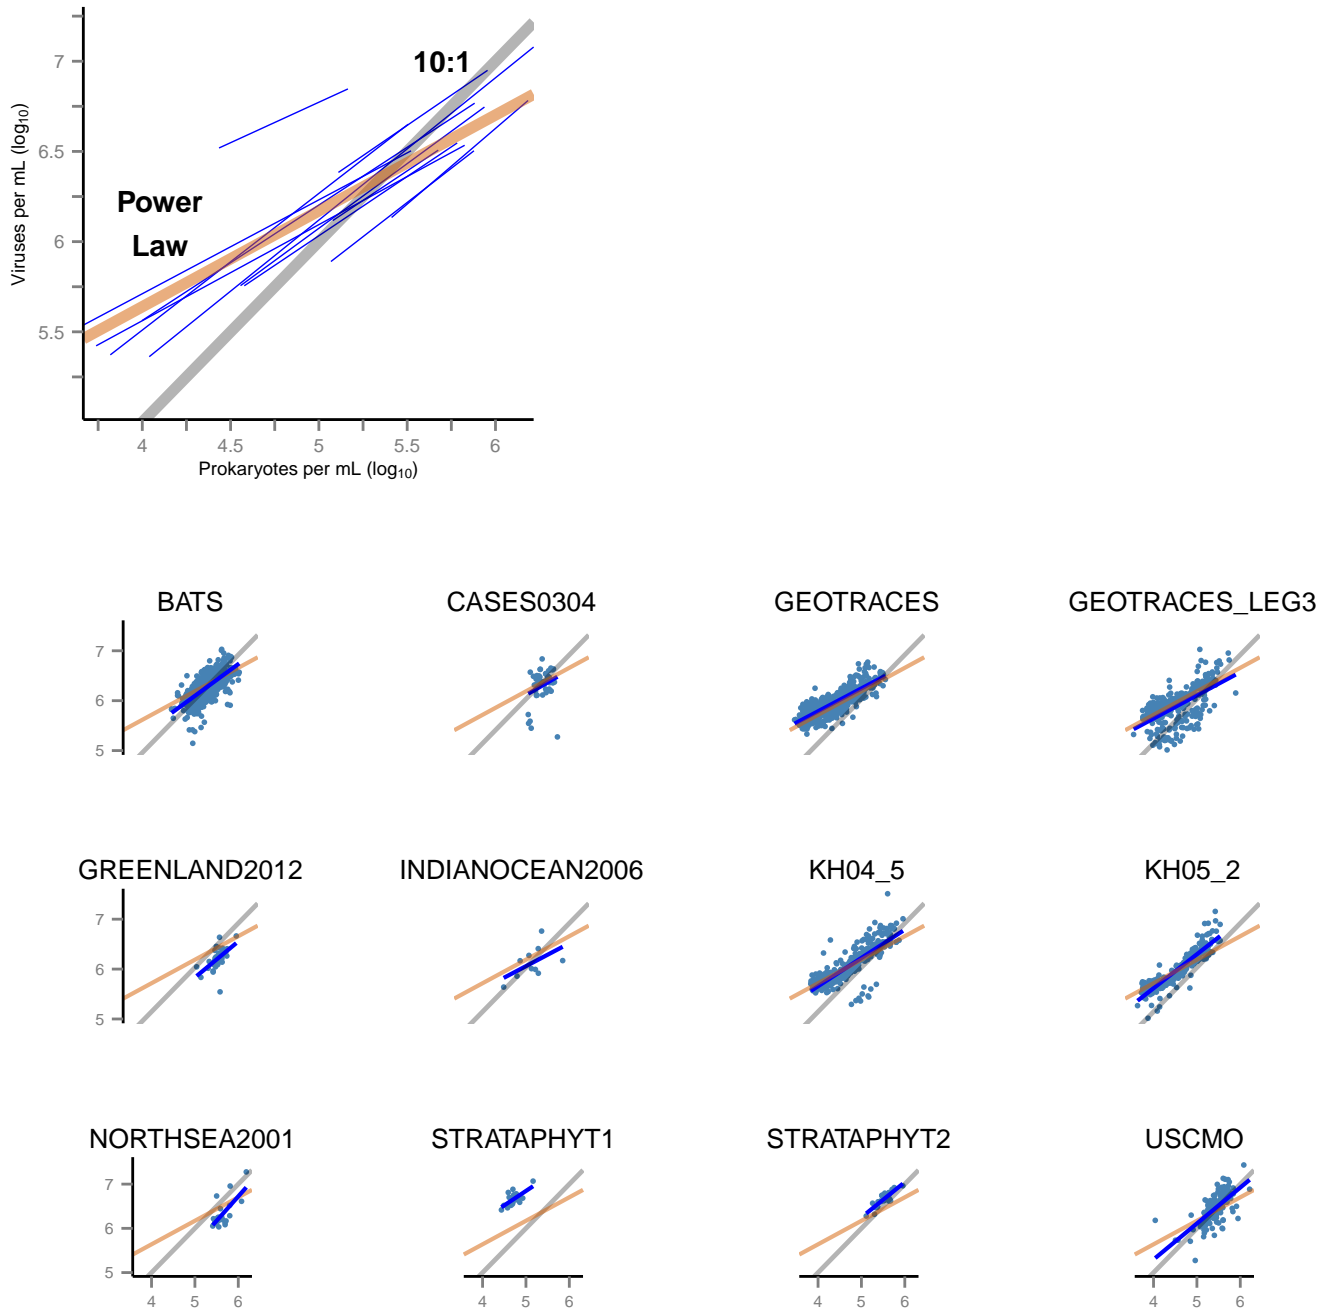 10:1
Power
Law
Viruses per mL (log10)
7
6.5
6
5.5
4 4.5 5 5.5 6
Prokaryotes per mL (log10)
BATS CASES0304 GEOTRACES GEOTRACES_LEG3
7
6
5
GREENLAND2012 INDIANOCEAN2006 KH04_5 KH05_2
7
6
5
NORTHSEA2001 STRATAPHYT1 STRATAPHYT2 USCMO
7
6
5
4 5 6 4 5 6 4 5 6 4 5 6